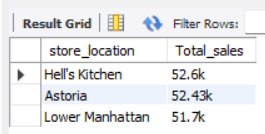 Result Grid Filter Rows:
store_location Total_sales
Hell's Kitchen 52.6k
Astoria 52.43k
Lower Manhattan 51.7k